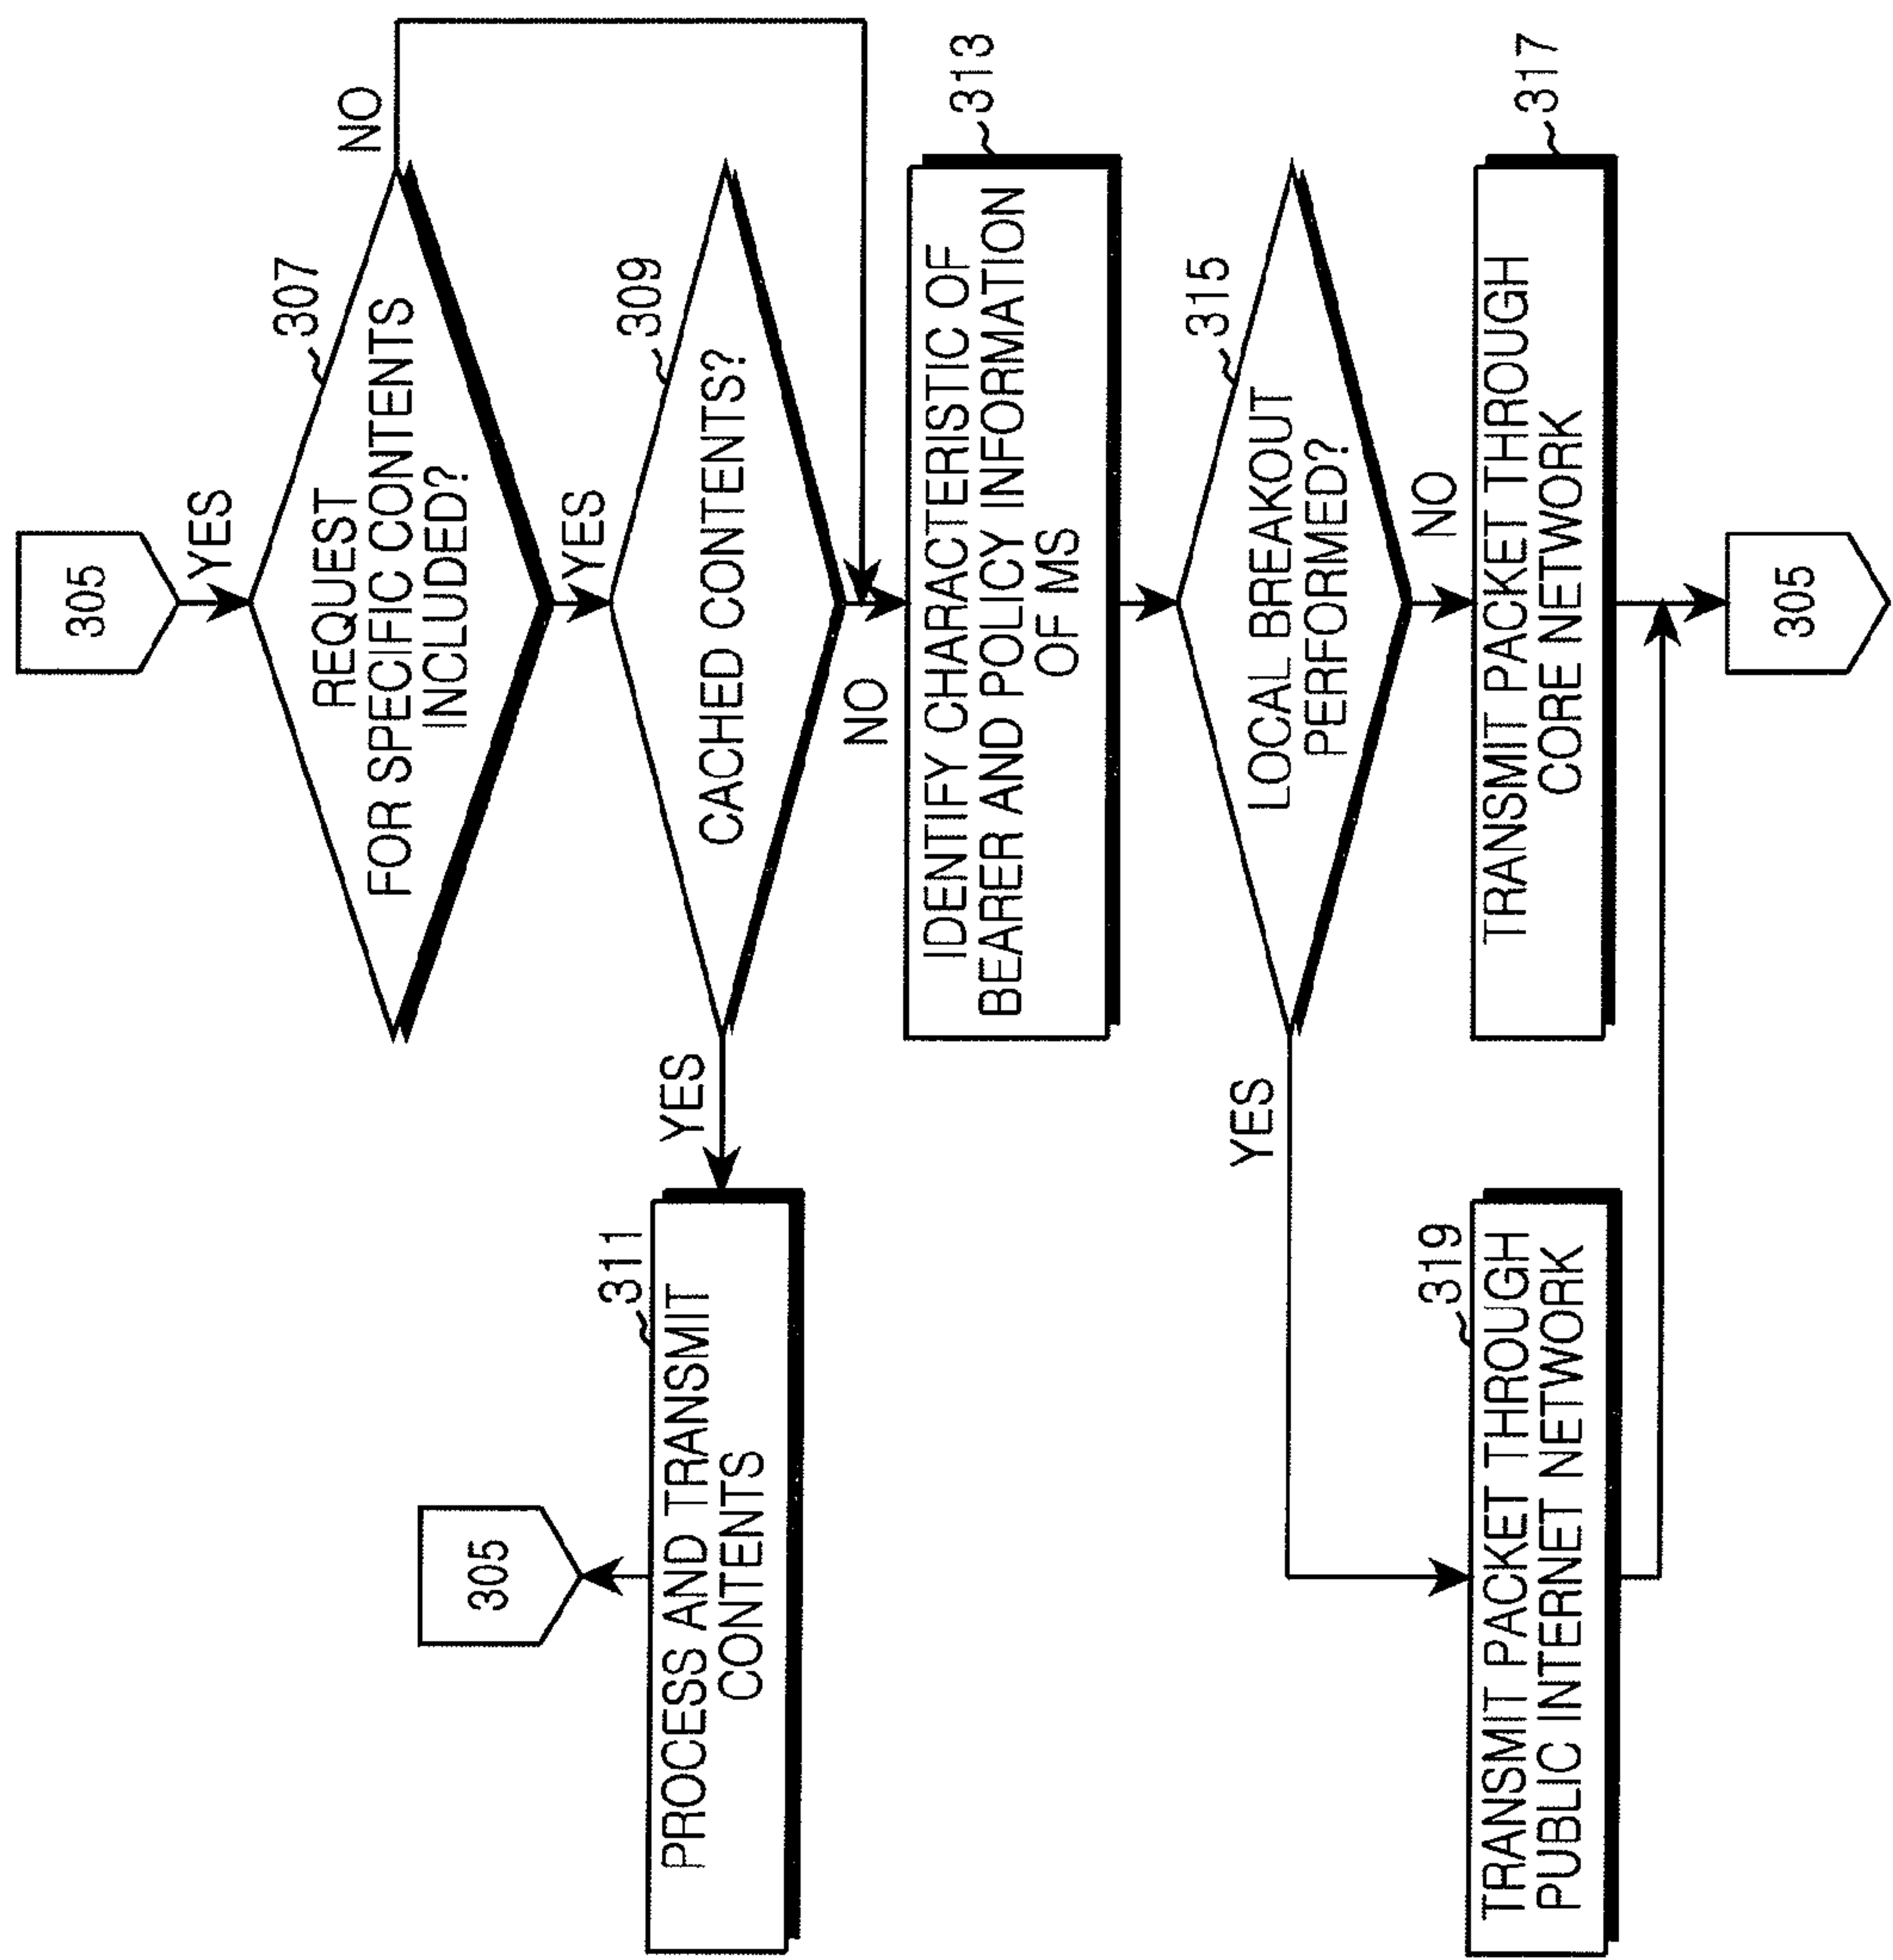 305
YES
307
REQUEST
FOR SPECIFIC CONTENTS
INCLUDED?
NO
YES
309
CACHED CONTENTS?
YES
NO
305
311
PROCESS AND TRANSMIT
CONTENTS
313
IDENTIFY CHARACTERISTIC OF
BEARER AND POLICY INFORMATION
OF MS
315
LOCAL BREAKOUT
PERFORMED?
YES
NO
319
TRANSMIT PACKET THROUGH
PUBLIC INTERNET NETWORK
317
TRANSMIT PACKET THROUGH
CORE NETWORK
305